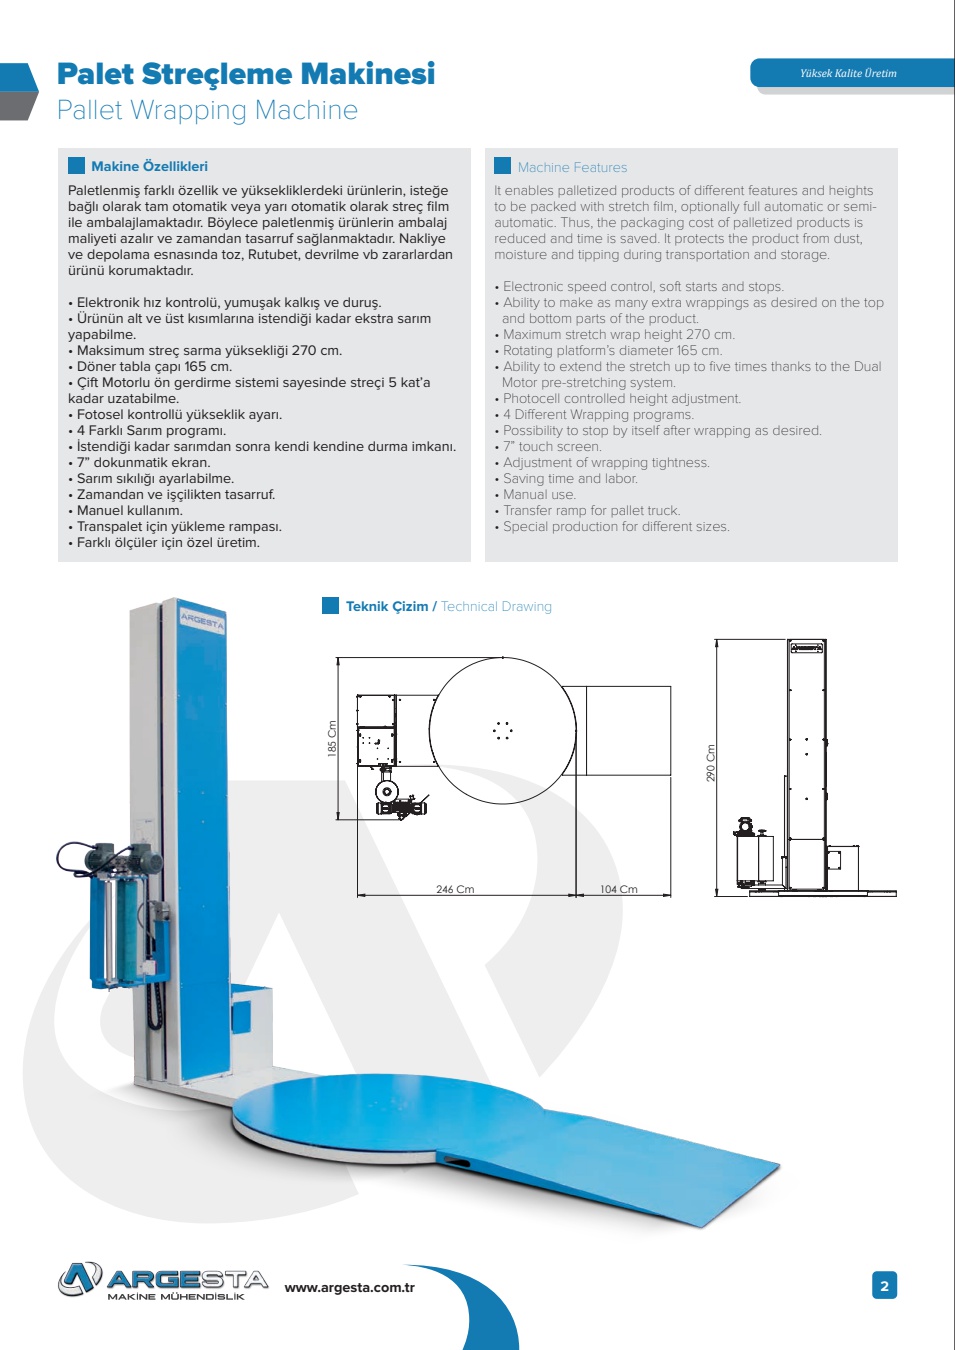 Palet Streçleme Makinesi
Pallet Wrapping Machine
Yüksek Kalite Üretim
Makine Özellikleri
Paletlenmiş farklı özellik ve yüksekliklerdeki ürünlerin, isteğe
bağlı olarak tam otomatik veya yarı otomatik olarak streç film
ile ambalajlamaktadır. Böylece paletlenmiş ürünlerin ambalaj
maliyeti azalır ve zamandan tasarruf sağlanmaktadır. Nakliye
ve depolama esnasında toz, Rutubet, devrilme vb zararlardan
ürünü korumaktadır.
• Elektronik hız kontrolü, yumuşak kalkış ve duruş.
• Ürünün alt ve üst kısımlarına istendiği kadar ekstra sarım
yapabilme.
• Maksimum streç sarma yüksekliği 270 cm.
• Döner tabla çapı 165 cm.
• Çift Motorlu ön gerdirme sistemi sayesinde streçi 5 kat’a
kadar uzatabilme.
• Fotosel kontrollü yükseklik ayarı.
• 4 Farklı Sarım programı.
• İstendiği kadar sarımdan sonra kendi kendine durma imkanı.
• 7” dokunmatik ekran.
• Sarım sıkılığı ayarlabilme.
• Zamandan ve işçilikten tasarruf.
• Manuel kullanım.
• Transpalet için yükleme rampası.
• Farklı ölçüler için özel üretim.
Machine Features
It enables palletized products of different features and heights
to be packed with stretch film, optionally full automatic or semi-
automatic. Thus, the packaging cost of palletized products is
reduced and time is saved. It protects the product from dust,
moisture and tipping during transportation and storage.
• Electronic speed control, soft starts and stops.
• Ability to make as many extra wrappings as desired on the top
and bottom parts of the product.
• Maximum stretch wrap height 270 cm.
• Rotating platform’s diameter 165 cm.
• Ability to extend the stretch up to five times thanks to the Dual
Motor pre-stretching system.
• Photocell controlled height adjustment.
• 4 Different Wrapping programs.
• Possibility to stop by itself after wrapping as desired.
• 7” touch screen.
• Adjustment of wrapping tightness.
• Saving time and labor.
• Manual use.
• Transfer ramp for pallet truck.
• Special production for different sizes.
Teknik Çizim / Technical Drawing
ARGESTA
ARGESTA
185 Cm
290 Cm
246 Cm
104 Cm
ARGESTA
MAKİNE MÜHENDİSLİK
www.argesta.com.tr
2